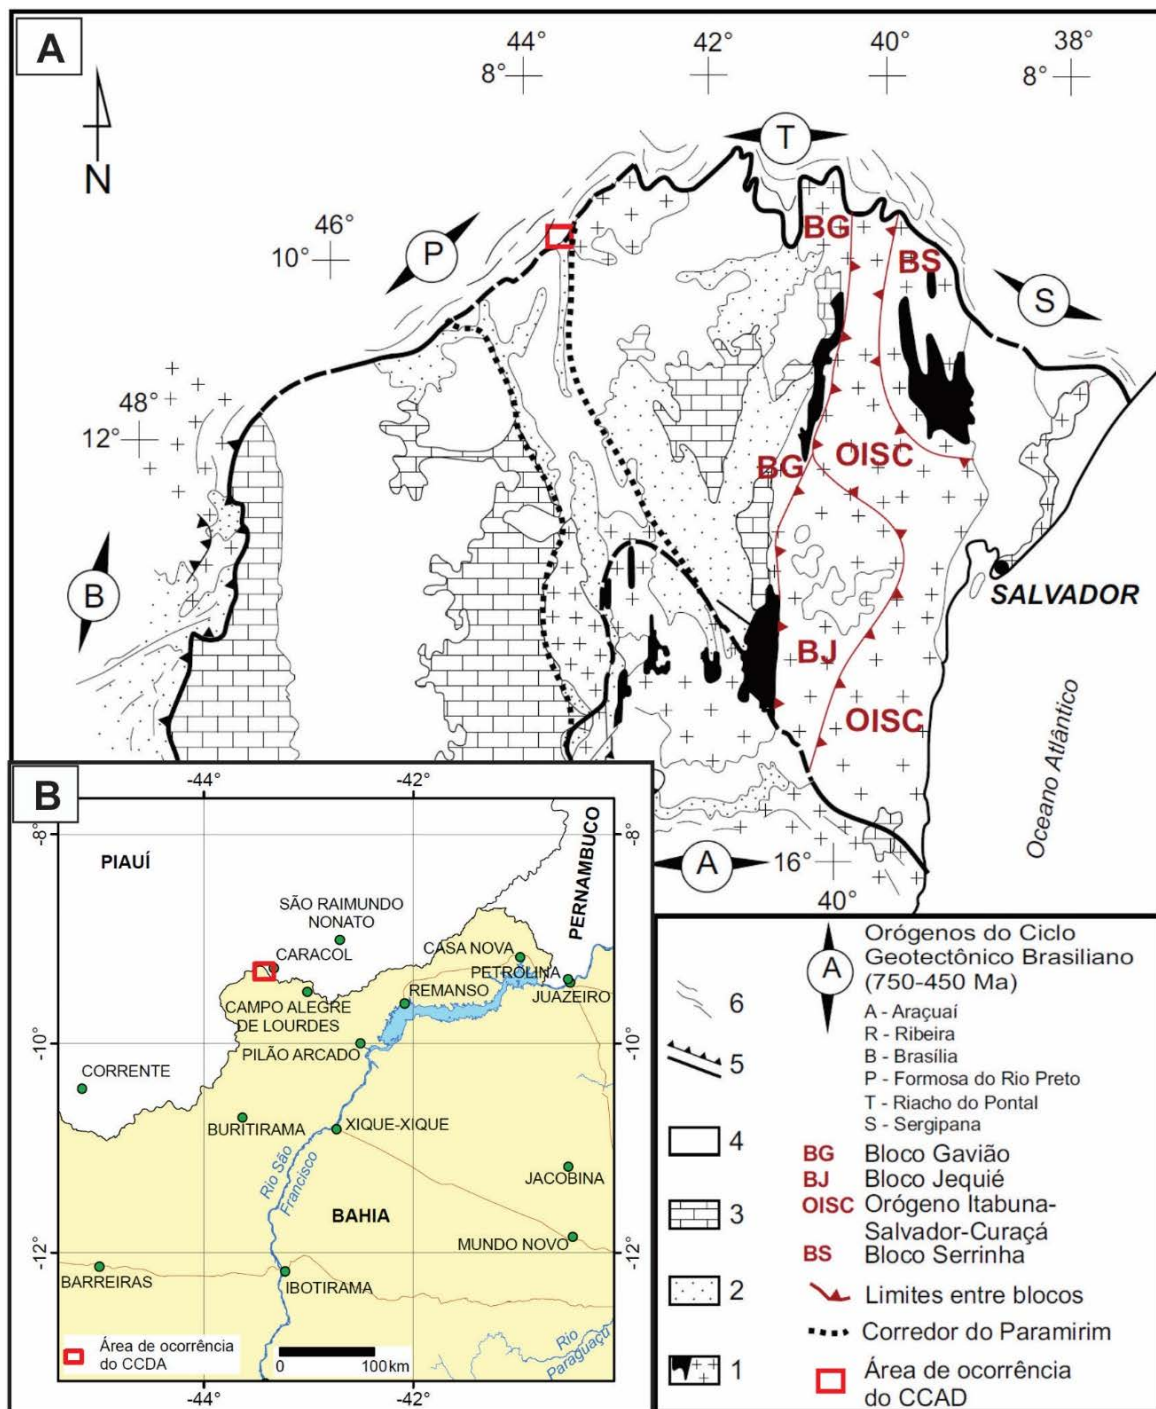 A
44°
42°
40°
38°
8°
8°
N
T
46°
10°
P
BG
BS
S
48°
12°
BG
OISC
B
SALVADOR
BJ
OISC
Oceano Atlântico
A
16°
40°
B
-44°
-42°
-8°
-8°
PIAUÍ
PERNAMBUCO
SÃO RAIMUNDO
NONATO
CARACOL
CASA NOVA
PETROLINA
CAMPO ALEGRE
DE LOURDES
REMANSO
JUAZEIRO
-10°
-10°
PILÃO ARCADO
CORRENTE
BURITIRAMA
XIQUE-XIQUE
Rio São
Francisco
JACOBINA
BAHIA
MUNDO NOVO
-12°
-12°
BARREIRAS
IBOTIRAMA
Rio
Paraguaçu
Área de ocorrência
do CCDA
100 km
-44°
-42°
6
5
4
3
2
1
A
Orógenos do Ciclo
Geotectônico Brasiliano
(750-450 Ma)
A - Araçuaí
R - Ribeira
B - Brasília
P - Formosa do Rio Preto
T - Riacho do Pontal
S - Sergipana
BG Bloco Gavião
BJ Bloco Jequié
OISC Orógeno Itabuna-
Salvador-Curaçá
BS Bloco Serrinha
Limites entre blocos
Corredor do Paramirim
Área de ocorrência
do CCAD